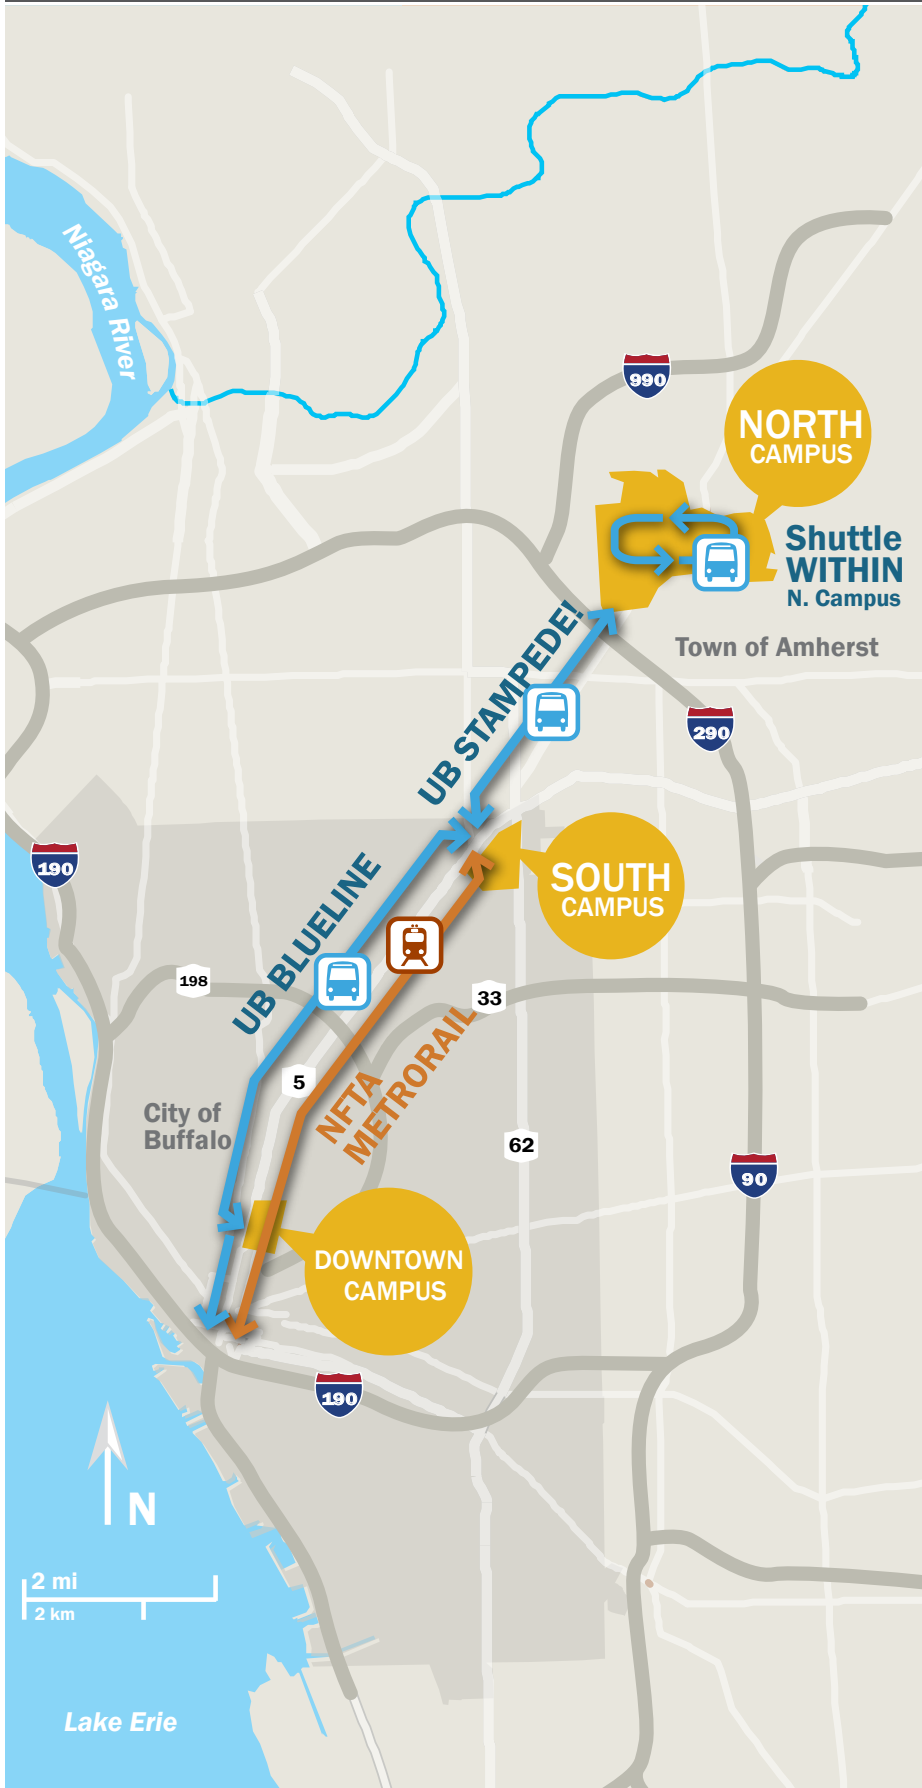 Niagara River
990
NORTH
CAMPUS
Shuttle
WITHIN
N. Campus
UB STAMPEDE!
Town of Amherst
290
190
SOUTH
CAMPUS
UB BLUELINE
198
33
5
NFTA
METRORAIL
City of
Buffalo
62
90
DOWNTOWN
CAMPUS
190
N
2 mi
2 km
Lake Erie